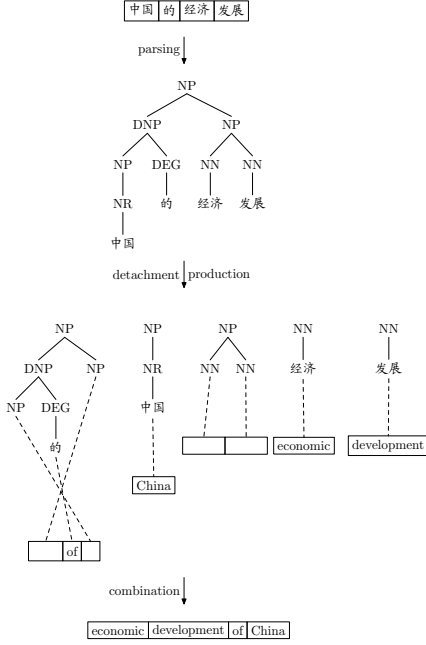 中国 的 经济 发展
parsing
NP
DNP NP
NP DEG NN NN
NR 的 经济 发展
中国
detachment production
NP NP NP NN NN
DNP NP NR NN NN 经济 发展
NP DEG 中国
的
economic development
China
of
combination
economic development of China